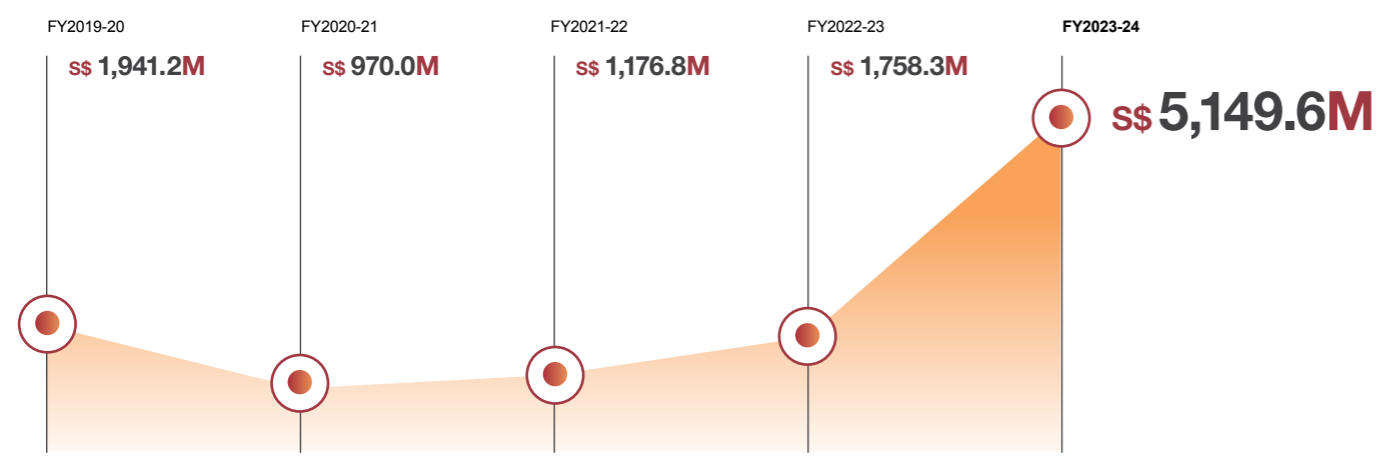 FY2019-20 FY2020-21 FY2021-22 FY2022-23 FY2023-24
S$ 1,941.2M S$ 970.0M S$ 1,176.8M S$ 1,758.3M
S$ 5,149.6M